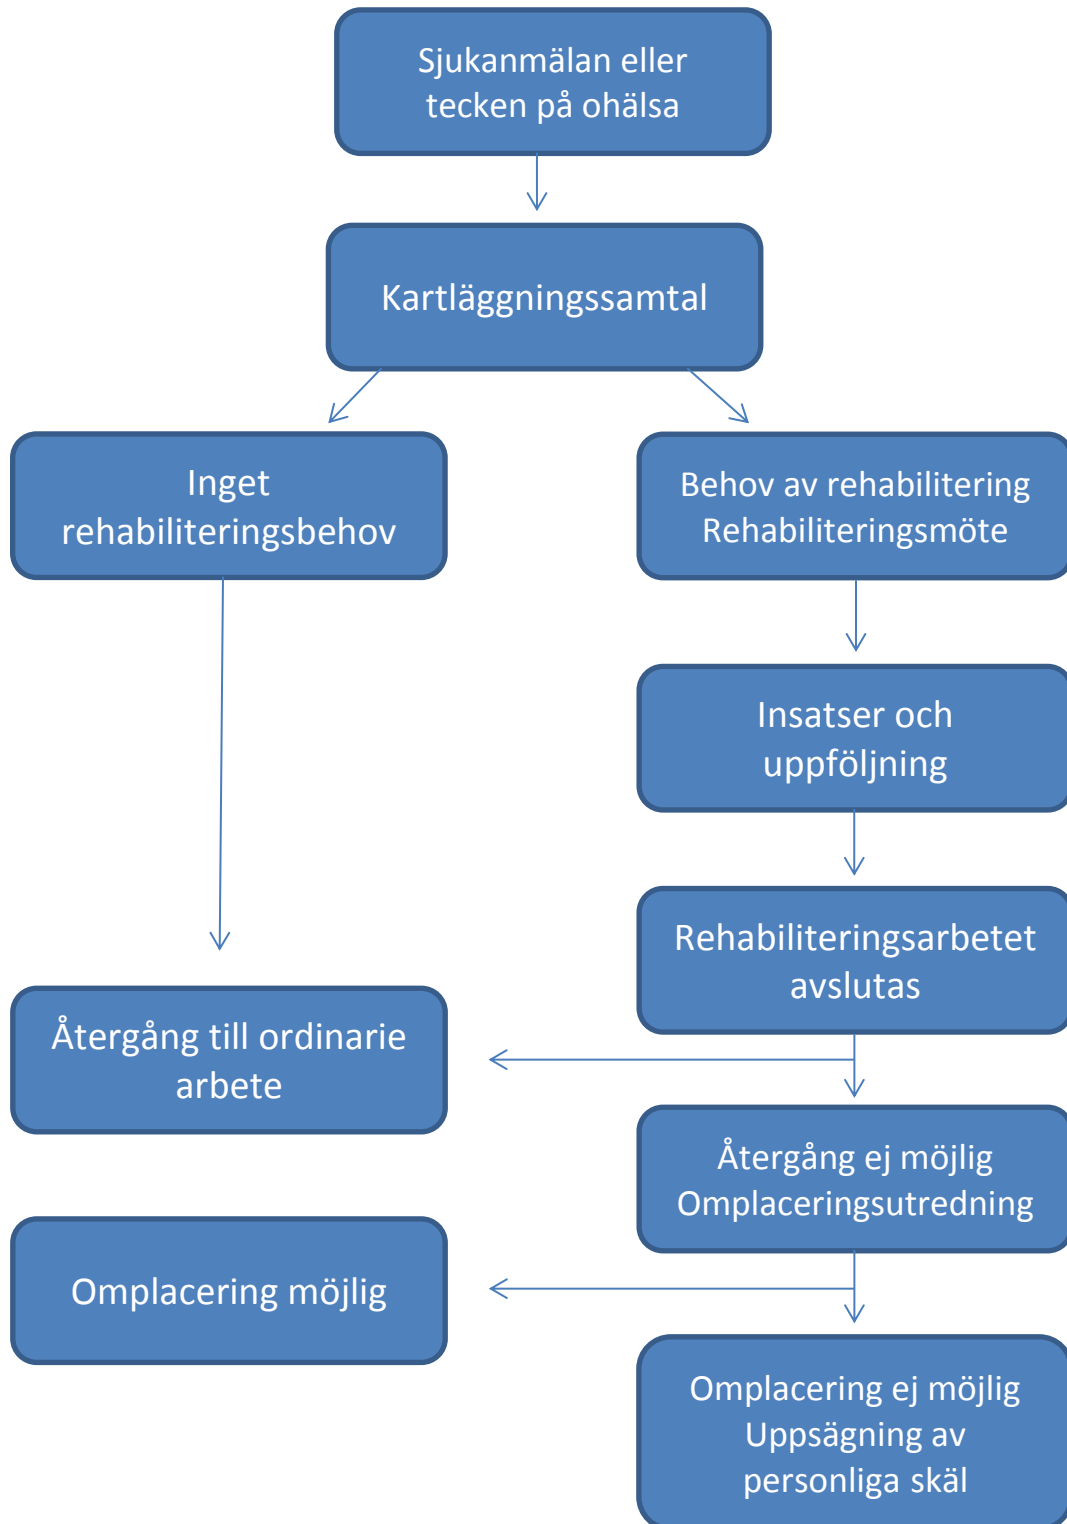 Sjukanmälan eller
tecken på ohälsa
Kartläggningssamtal
Inget
rehabiliteringsbehov
Behov av rehabilitering
Rehabiliteringsmöte
Insatser och
uppföljning
Rehabiliteringsarbetet
avslutas
Återgång till ordinarie
arbete
Återgång ej möjlig
Omplaceringsutredning
Omplacering möjlig
Omplacering ej möjlig
Uppsägning av
personliga skäl